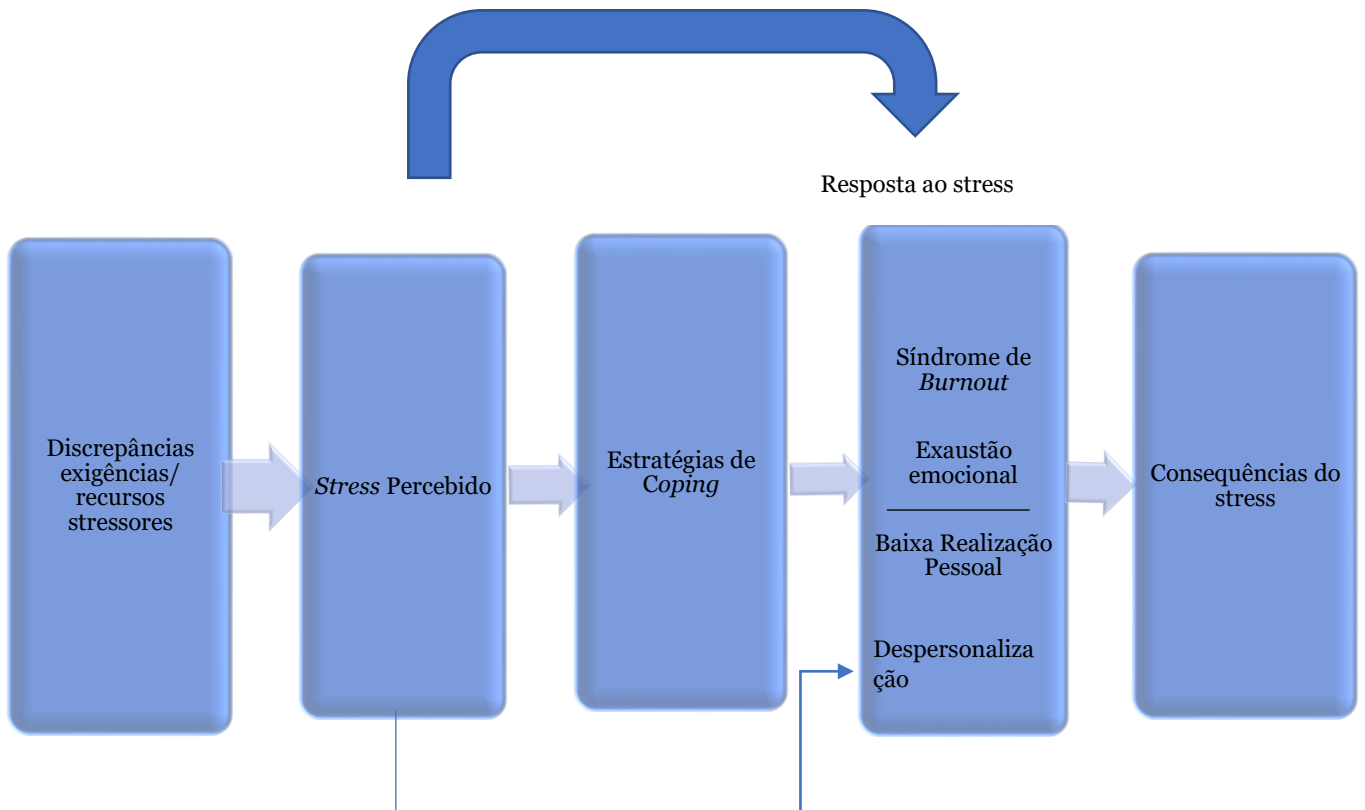 Resposta ao stress
Discrepâncias
exigências/
recursos
stressores
Stress Percebido
Estratégias de
Coping
Síndrome de
Burnout
Exaustão
emocional
Baixa Realização
Pessoal
Despersonaliza
ção
Consequências do
stress